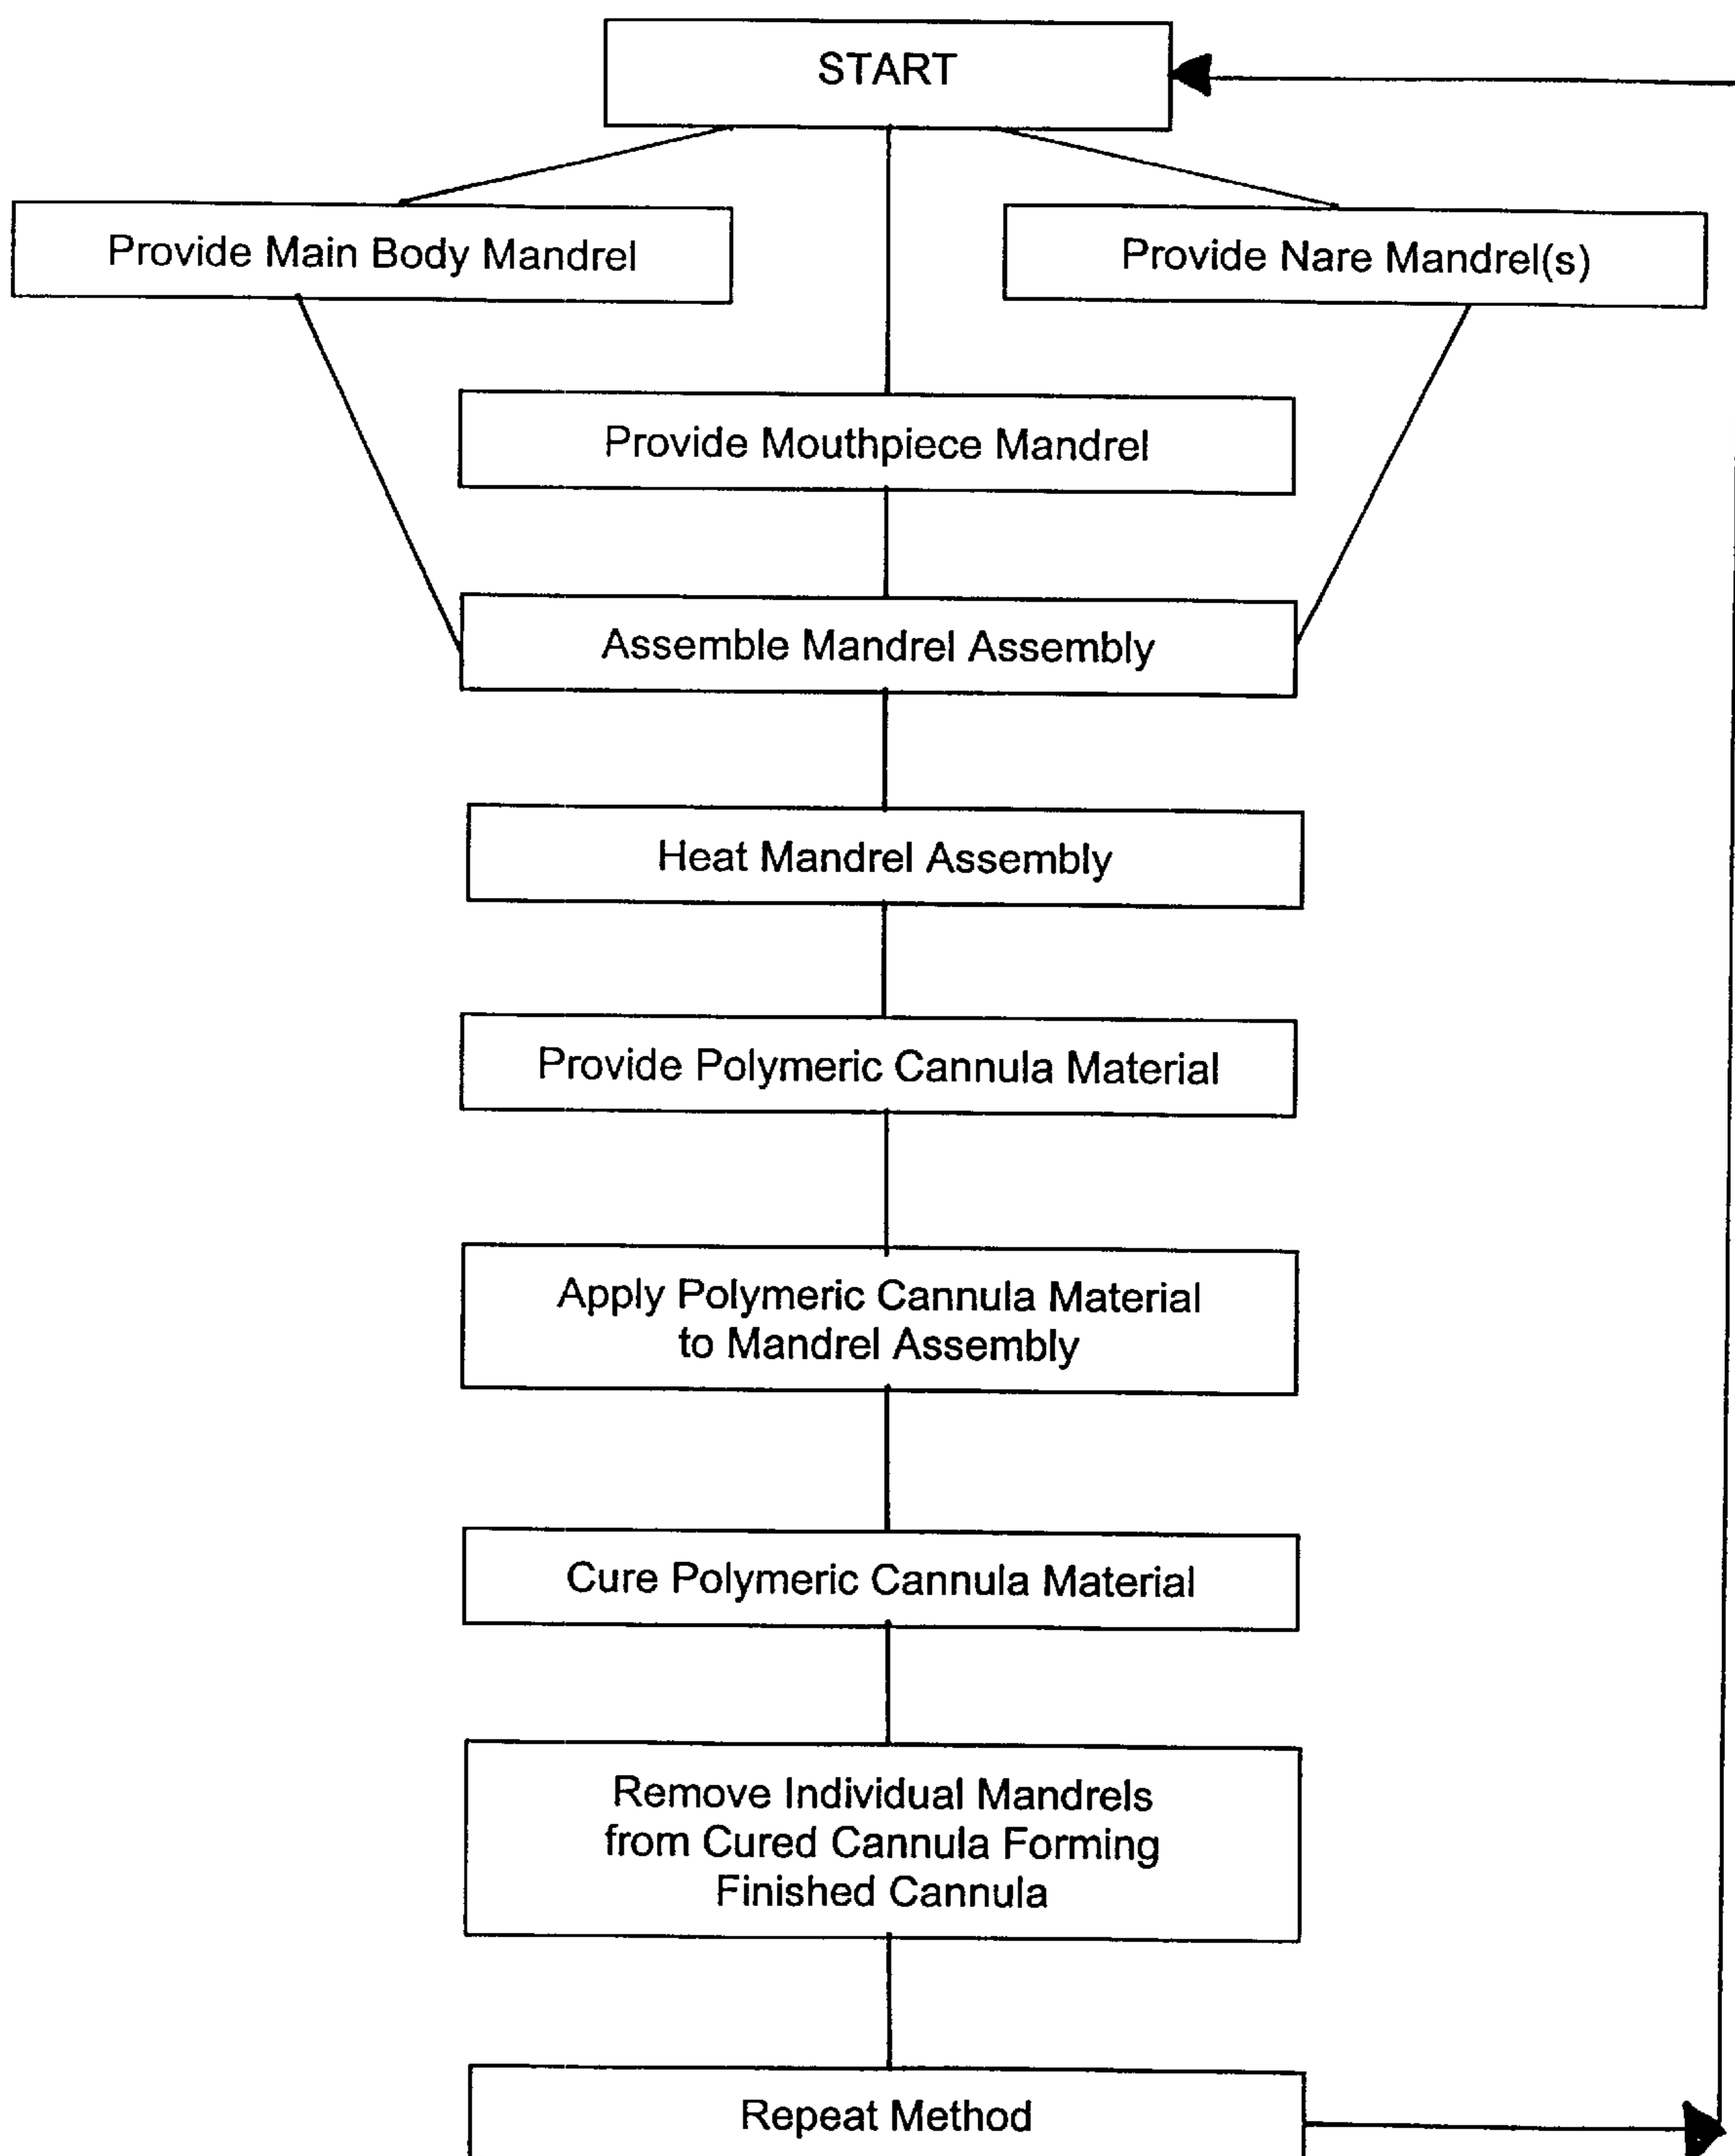 START
Provide Main Body Mandrel
Provide Nare Mandrel(s)
Provide Mouthpiece Mandrel
Assemble Mandrel Assembly
Heat Mandrel Assembly
Provide Polymeric Cannula Material
Apply Polymeric Cannula Material
to Mandrel Assembly
Cure Polymeric Cannula Material
Remove Individual Mandrels
from Cured Cannula Forming
Finished Cannula
Repeat Method